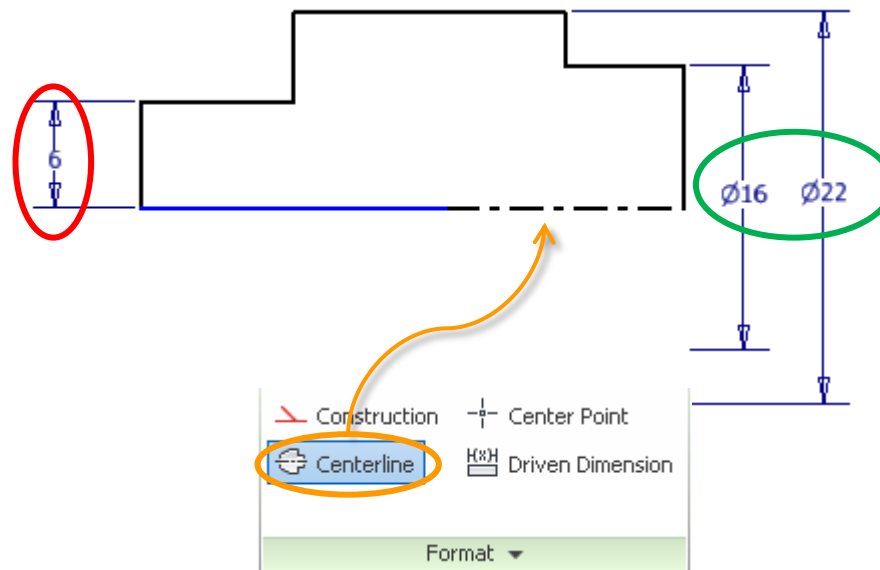 6
Ø16 Ø22
Construction Center Point
Centerline H(x)H Driven Dimension
Format